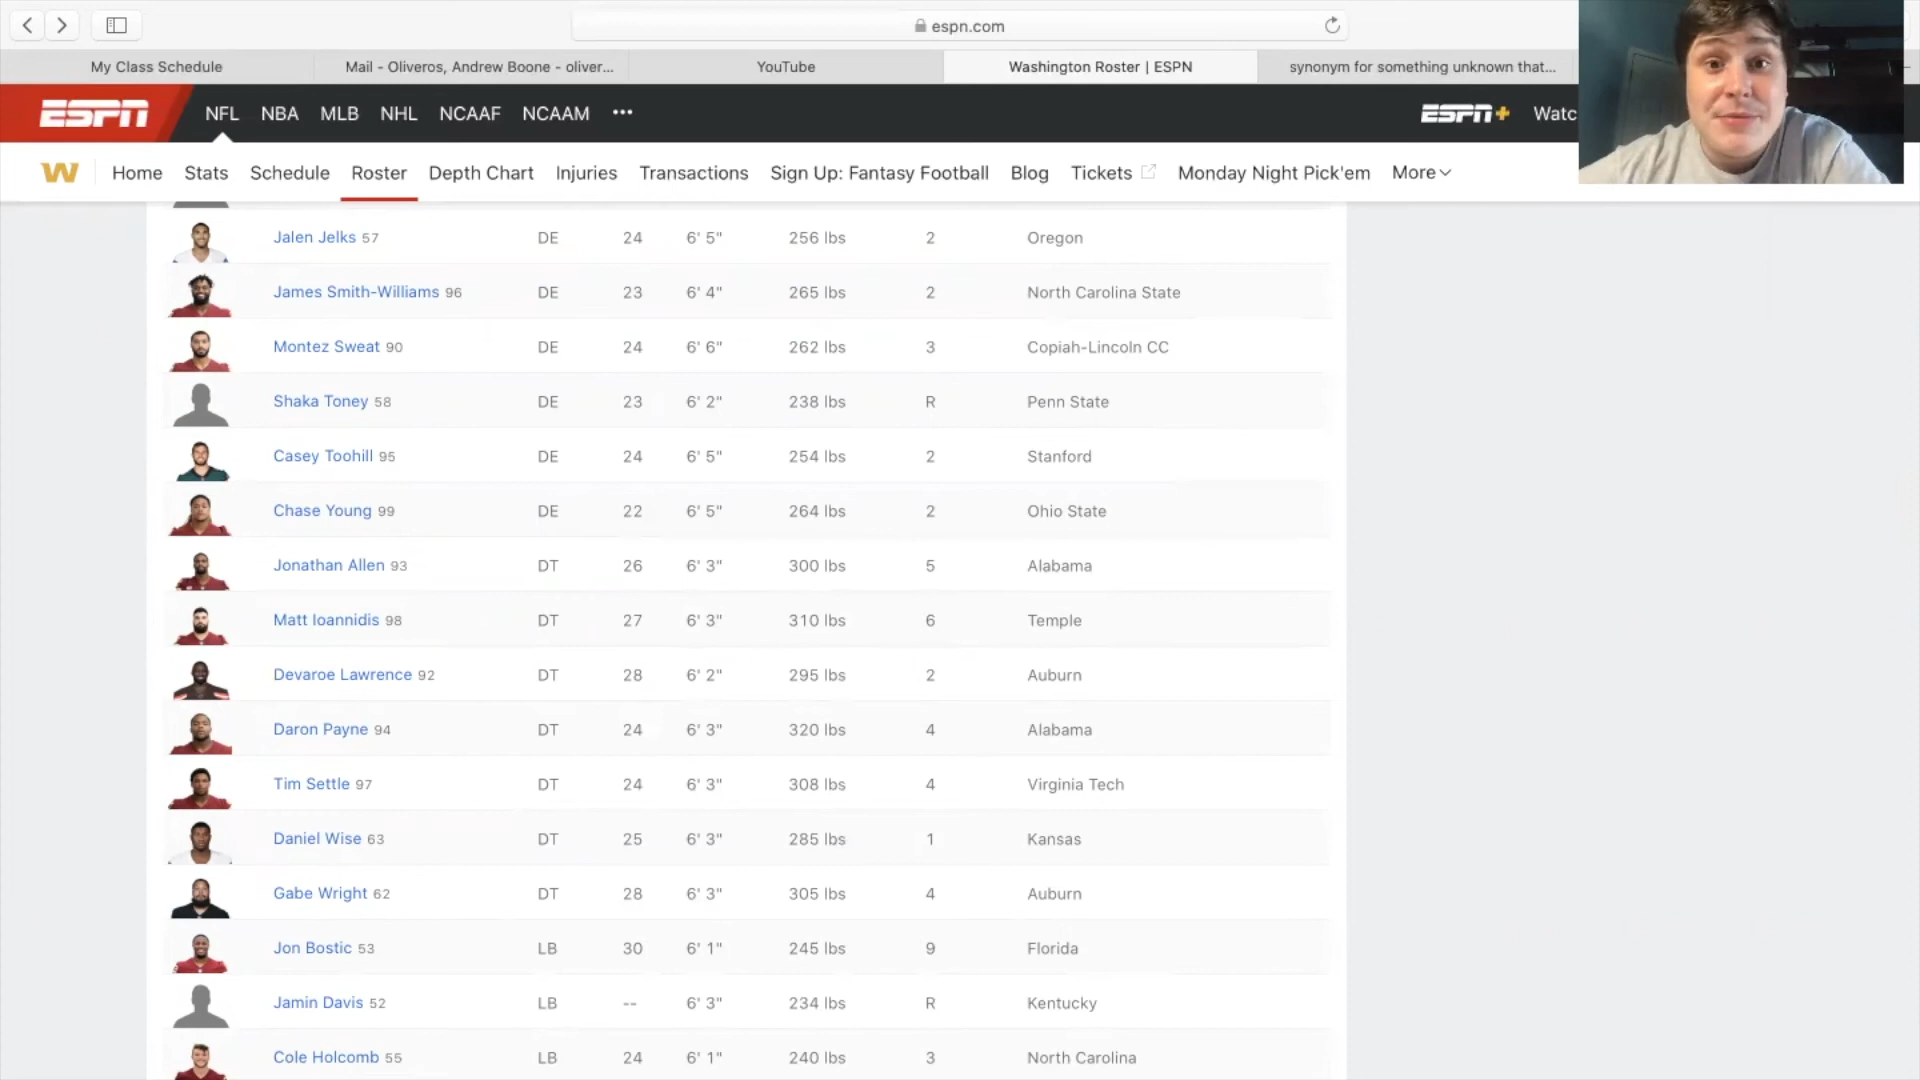 espn.com
My Class Schedule Mail - Oliveros, Andrew Boone - oliver... YouTube Washington Roster | ESPN synonym for something unknown that...
ESPN NFL NBA MLB NHL NCAAF NCAAM ••• ESPN+ Watc
W Home Stats Schedule Roster Depth Chart Injuries Transactions Sign Up: Fantasy Football Blog Tickets Monday Night Pick'em More
Jalen Jelks 57 DE 24 6' 5" 256 lbs 2 Oregon
James Smith-Williams 96 DE 23 6' 4" 265 lbs 2 North Carolina State
Montez Sweat 90 DE 24 6' 6" 262 lbs 3 Copiah-Lincoln CC
Shaka Toney 58 DE 23 6' 2" 238 lbs R Penn State
Casey Toohill 95 DE 24 6' 5" 254 lbs 2 Stanford
Chase Young 99 DE 22 6' 5" 264 lbs 2 Ohio State
Jonathan Allen 93 DT 26 6' 3" 300 lbs 5 Alabama
Matt Ioannidis 98 DT 27 6' 3" 310 lbs 6 Temple
Devaroe Lawrence 92 DT 28 6' 2" 295 lbs 2 Auburn
Daron Payne 94 DT 24 6' 3" 320 lbs 4 Alabama
Tim Settle 97 DT 24 6' 3" 308 lbs 4 Virginia Tech
Daniel Wise 63 DT 25 6' 3" 285 lbs 1 Kansas
Gabe Wright 62 DT 28 6' 3" 305 lbs 4 Auburn
Jon Bostic 53 LB 30 6' 1" 245 lbs 9 Florida
Jamin Davis 52 LB -- 6' 3" 234 lbs R Kentucky
Cole Holcomb 55 LB 24 6' 1" 240 lbs 3 North Carolina